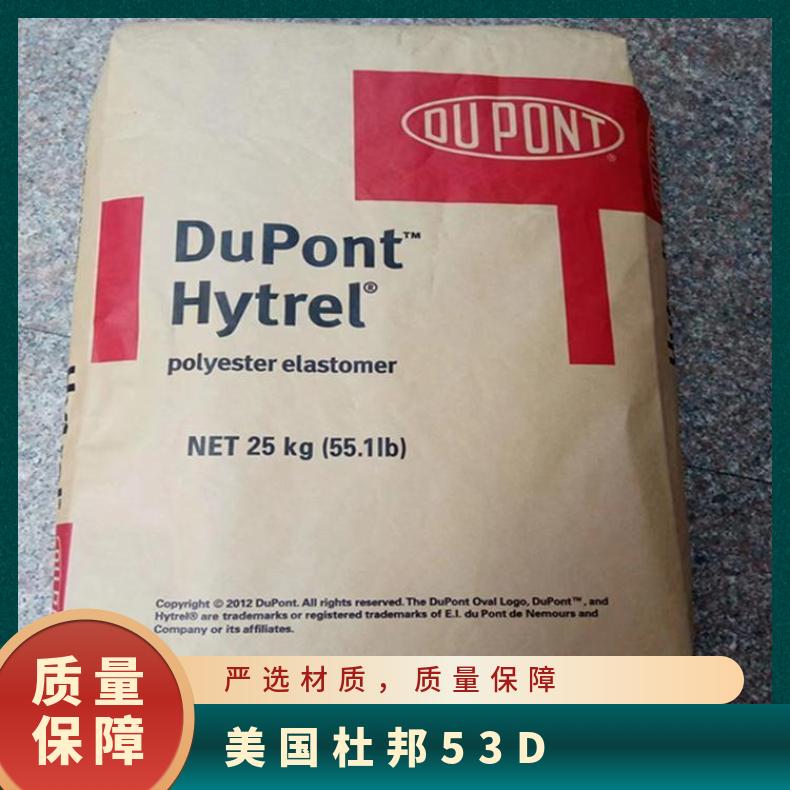 DU PONT
®
DuPont™
Hytrel®
polyester elastomer
NET 25 kg (55.1lb)
Copyright © 2012 DuPont. All rights reserved. The DuPont Oval Logo, DuPont™, and
Hytrel® are trademarks or registered trademarks of E.I. du Pont de Nemours and
Company or its affiliates.
质量
保障
严选材质，质量保障
美国杜邦53D